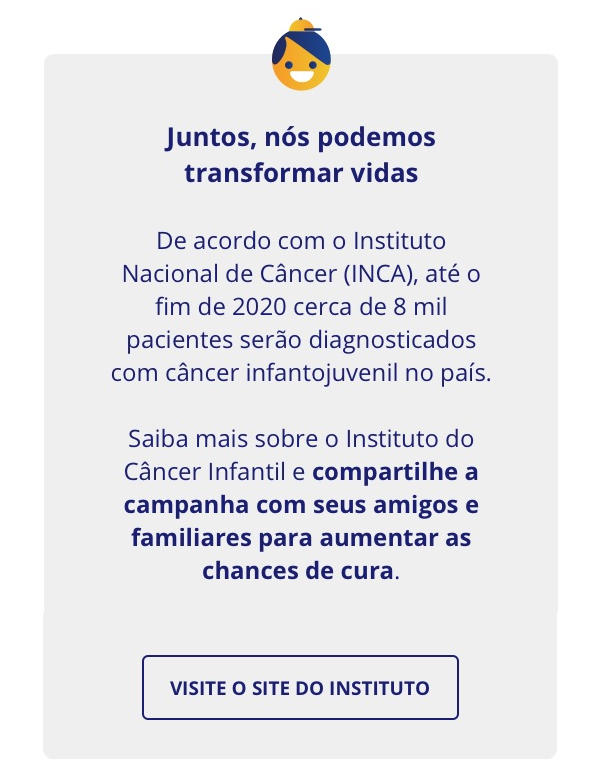 Juntos, nós podemos
transformar vidas
De acordo com o Instituto
Nacional de Câncer (INCA), até o
fim de 2020 cerca de 8 mil
pacientes serão diagnosticados
com câncer infantojuvenil no país.
Saiba mais sobre o Instituto do
Câncer Infantil e compartilhe a
campanha com seus amigos e
familiares para aumentar as
chances de cura.
VISITE O SITE DO INSTITUTO